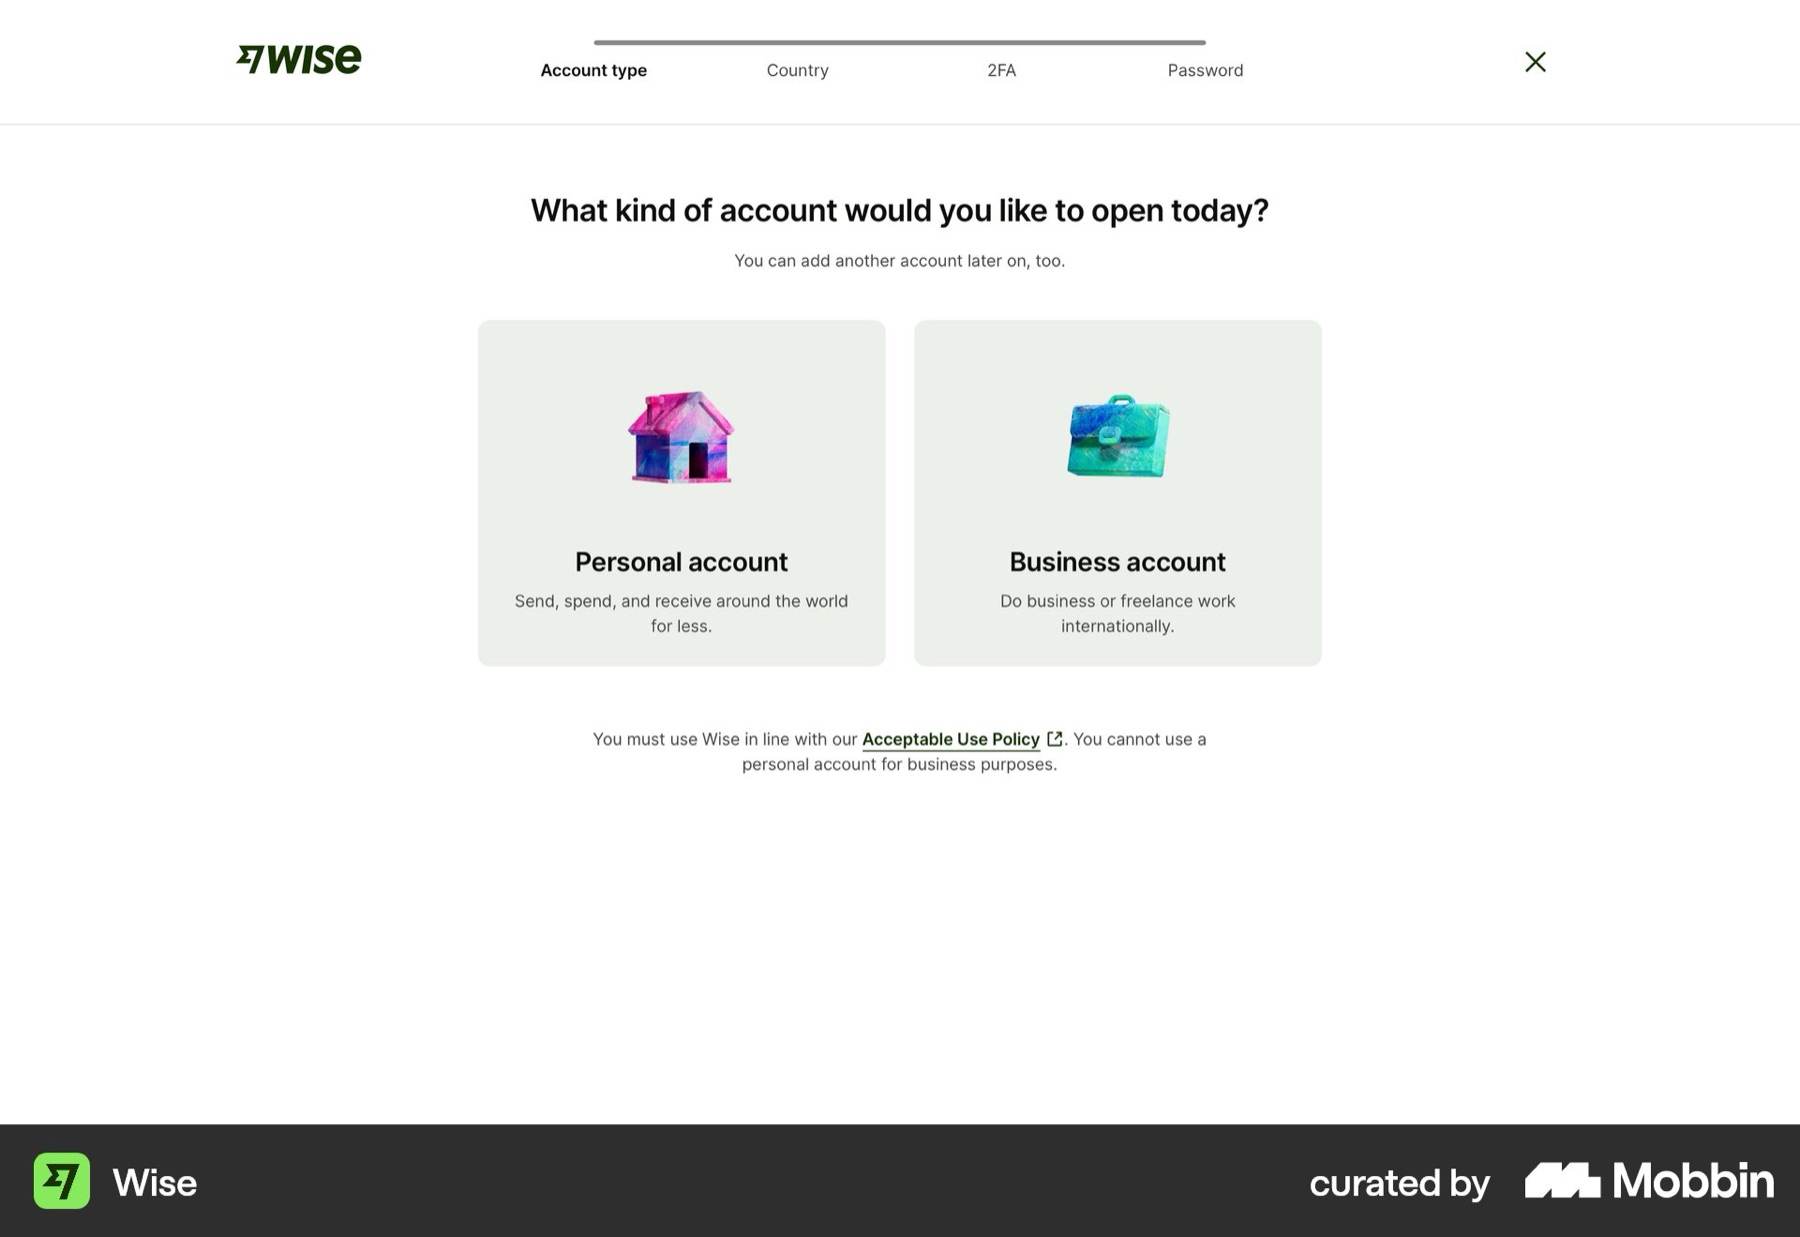 WISE
Account type
Country
2FA
Password
What kind of account would you like to open today?
You can add another account later on, too.
Personal account
Send, spend, and receive around the world
for less.
Business account
Do business or freelance work
internationally.
You must use Wise in line with our Acceptable Use Policy. You cannot use a
personal account for business purposes.
Wise
curated by Mobbin